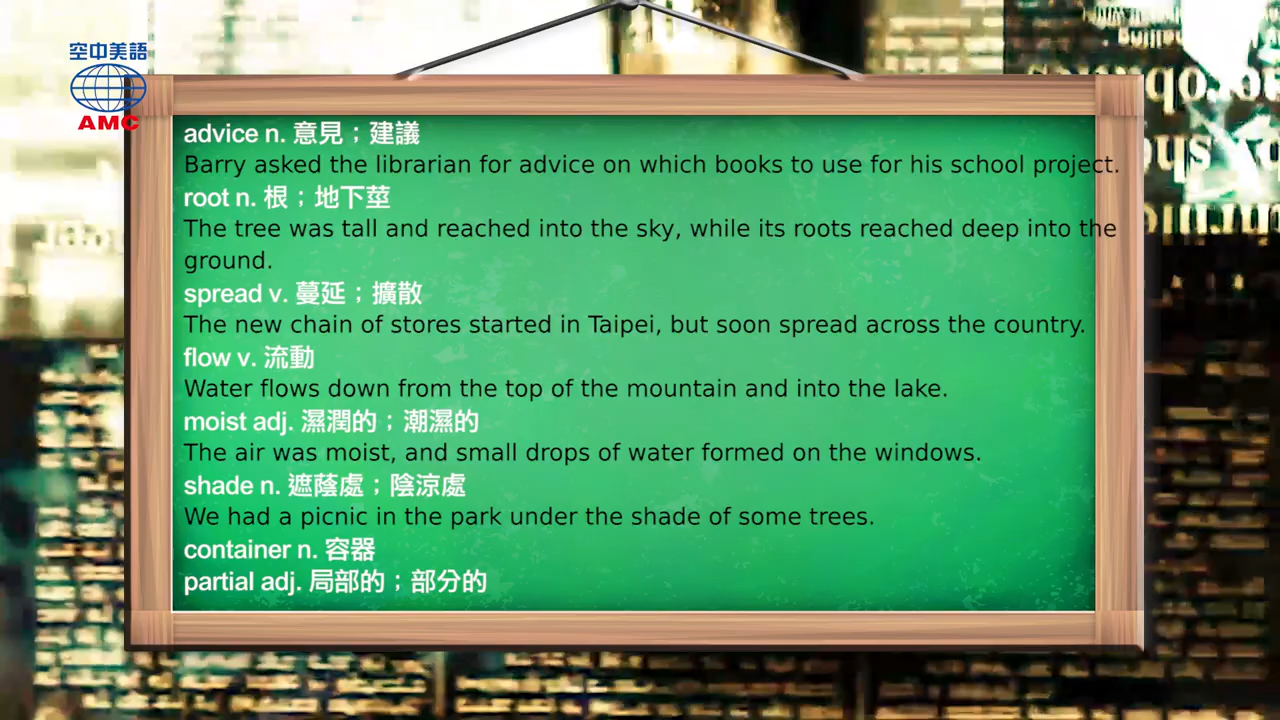 空中美語
AMC
advice n. 意見；建議
Barry asked the librarian for advice on which books to use for his school project.
root n. 根；地下莖
The tree was tall and reached into the sky, while its roots reached deep into the
ground.
spread v. 蔓延；擴散
The new chain of stores started in Taipei, but soon spread across the country.
flow v. 流動
Water flows down from the top of the mountain and into the lake.
moist adj. 濕潤的；潮濕的
The air was moist, and small drops of water formed on the windows.
shade n. 遮蔭處；陰涼處
We had a picnic in the park under the shade of some trees.
container n. 容器
partial adj. 局部的；部分的